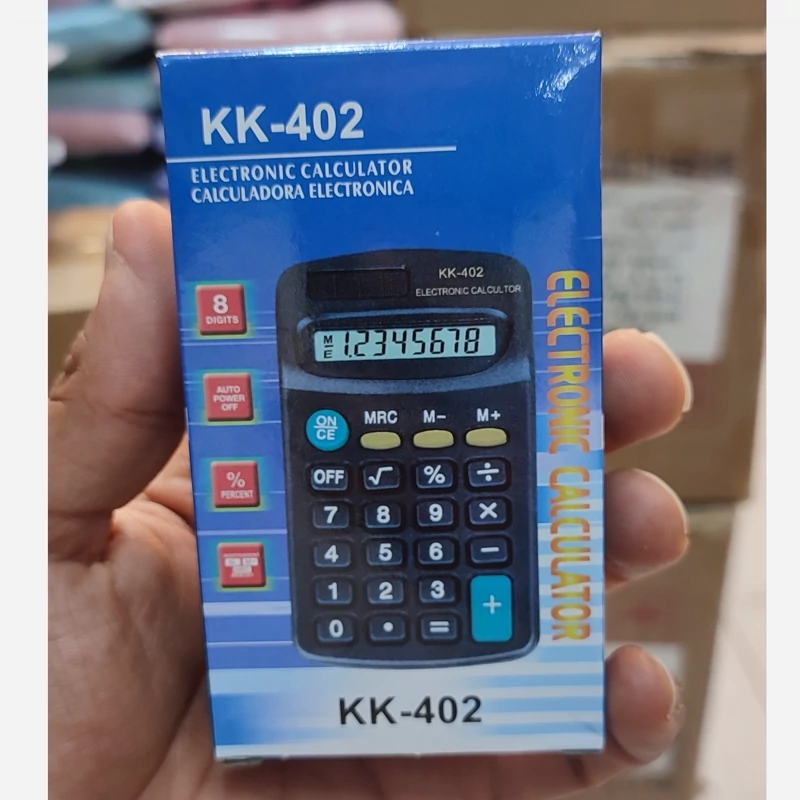 KK-402
ELECTRONIC CALCULATOR
CALCULADORA ELECTRONICA
KK-402
ELECTRONIC CALCULTOR
8
DIGITS
M
E
1.2345678
AUTO
POWER
OFF
ON
CE
MRC M- M+
OFF √ % ÷
%
PERCENT
7 8 9 ×
4 5 6 −
1 2 3 +
0 • =
ELECTRONIC CALCULATOR
KK-402